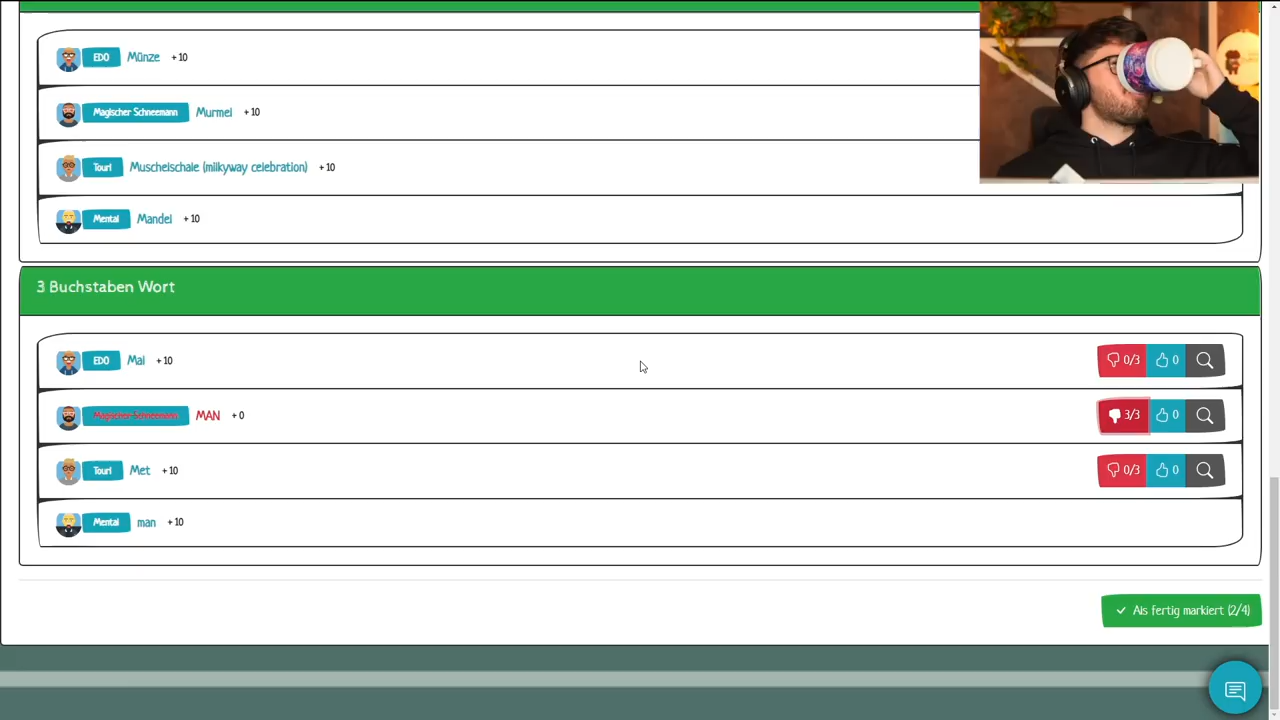 EDO Münze + 10
Magischer Schneemann Murmel + 10
Tourl Muschelschale (milkyway celebration) + 10
Mental Mandel + 10
3 Buchstaben Wort
EDO Mai + 10 0/3 0
Magischer Schneemann MAN + 0 3/3 0
Tourl Met + 10 0/3 0
Mental man + 10
Als fertig markiert (2/4)